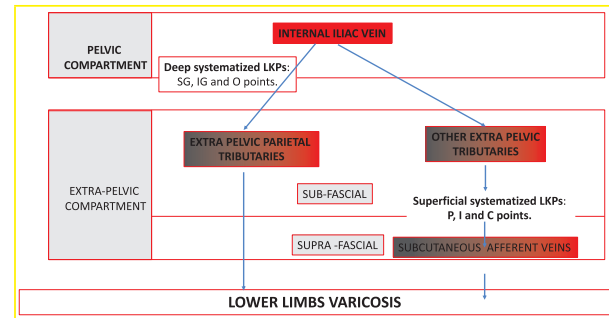 INTERNAL ILIAC VEIN
PELVIC
COMPARTMENT
Deep systematized LKPs:
SG, IG and O points.
EXTRA PELVIC PARIETAL
TRIBUTARIES
OTHER EXTRA PELVIC
TRIBUTARIES
EXTRA-PELVIC
COMPARTMENT
SUB-FASCIAL
Superficial systematized LKPs:
P, I and C points.
SUPRA -FASCIAL
SUBCUTANEOUS AFFERENT VEINS
LOWER LIMBS VARICOSIS